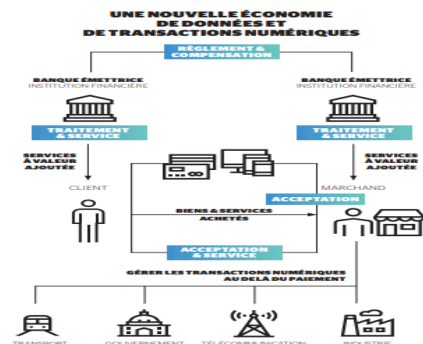 UNE NOUVELLE ÉCONOMIE
DE DONNÉES ET
DE TRANSACTIONS NUMÉRIQUES
RÈGLEMENT &
COMPENSATION
BANQUE ÉMETTRICE
INSTITUTION FINANCIÈRE
BANQUE ÉMETTRICE
INSTITUTION FINANCIÈRE
TRAITEMENT
& SERVICE
TRAITEMENT
& SERVICE
SERVICES
À VALEUR
AJOUTÉE
SERVICES
À VALEUR
AJOUTÉE
CLIENT
MARCHAND
ACCEPTATION
BIENS & SERVICES
ACHETÉS
ACCEPTATION
& SERVICE
GÉRER LES TRANSACTIONS NUMÉRIQUES
AU DELÀ DU PAIEMENT
TRANSPORT
GOUVERNEMENT
TÉLÉCOMMUNICATION
INDUSTRIE